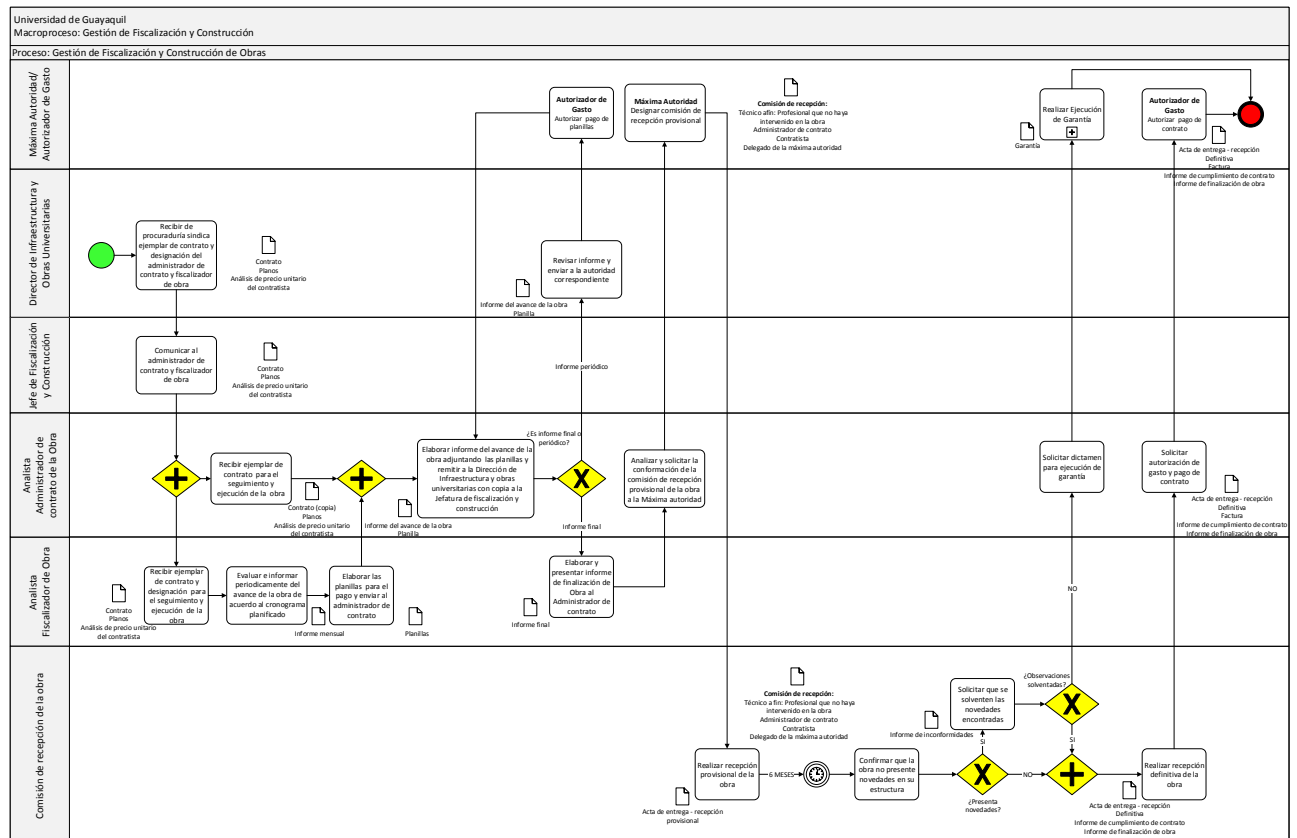 Universidad de Guayaquil
Macroproceso: Gestión de Fiscalización y Construcción
Proceso: Gestión de Fiscalización y Construcción de Obras
Máxima Autoridad/
Autorizador de Gasto
Autorizador de
Gasto
Autorizar pago de
planillas
Máxima Autoridad
Designar comisión de
recepción provisional
Comisión de recepción:
Técnico afín: Profesional que no haya
intervenido en la obra
Administrador de contrato
Contratista
Delegado de la máxima autoridad
Garantía
Realizar Ejecución
de Garantía
Autorizador de
Gasto
Autorizar pago de
contrato
Acta de entrega - recepción
Definitiva
Factura
Informe de cumplimiento de contrato
Informe de finalización de obra
Director de Infraestructura y
Obras Universitarias
Recibir de
procuraduría sindica
ejemplar de contrato y
designación del
administrador de
contrato y fiscalizador
de obra
Contrato
Planos
Análisis de precio unitario
del contratista
Informe del avance de la obra
Planilla
Revisar informe y
enviar a la autoridad
correspondiente
Jefe de Fiscalización
y Construcción
Comunicar al
administrador de
contrato y fiscalizador
de obra
Contrato
Planos
Análisis de precio unitario
del contratista
Informe periódico
Analista
Administrador de
contrato de la Obra
Recibir ejemplar de
contrato para el
seguimiento y
ejecución de la obra
Contrato (copia)
Planos
Análisis de precio unitario
del contratista
Informe del avance de la obra
Planilla
Elaborar informe del avance de la
obra adjuntando las planillas y
remitir a la Dirección de
Infraestructura y obras
universitarias con copia a la
Jefatura de fiscalización y
construcción
¿Es informe final o
periódico?
Informe final
Analizar y solicitar la
conformación de la
comisión de recepción
provisional de la obra
a la Máxima autoridad
Solicitar dictamen
para ejecución de
garantía
Solicitar
autorización de
gasto y pago de
contrato
Acta de entrega - recepción
Definitiva
Factura
Informe de cumplimiento de contrato
Informe de finalización de obra
Analista
Fiscalizador de Obra
Contrato
Planos
Análisis de precio unitario
del contratista
Recibir ejemplar
de contrato y
designación para
el seguimiento y
ejecución de la
obra
Evaluar e informar
periodicamente del
avance de la obra de
acuerdo al cronograma
planificado
Informe mensual
Elaborar las
planillas para el
pago y enviar al
administrador de
contrato
Planillas
Informe final
Elaborar y
presentar informe
de finalización de
Obra al
Administrador de
contrato
NO
Comisión de recepción de la obra
Acta de entrega - recepción
provisional
Realizar recepción
provisional de la
obra
Comisión de recepción:
Técnico a fin: Profesional que no haya
intervenido en la obra
Administrador de contrato
Contratista
Delegado de la máxima autoridad
6 MESES
Confirmar que la
obra no presente
novedades en su
estructura
Informe de inconformidades
Solicitar que se
solventen las
novedades
encontradas
SI
¿Presenta
novedades?
NO
¿Observaciones
solventadas?
SI
Acta de entrega - recepción
Definitiva
Informe de cumplimiento de contrato
Informe de finalización de obra
Realizar recepción
definitiva de la
obra